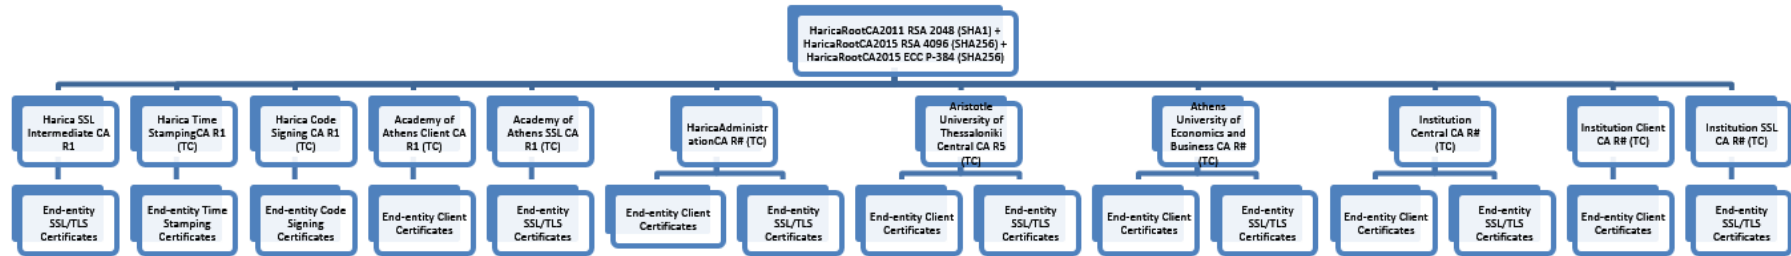 HaricaRootCA2011 RSA 2048 (SHA1) +
HaricaRootCA2015 RSA 4096 (SHA256) +
HaricaRootCA2015 ECC P-384 (SHA256)
Harica SSL
Intermediate CA
R1
Harica Time
StampingCA R1
(TC)
Harica Code
Signing CA R1
(TC)
Academy of
Athens Client CA
R1 (TC)
Academy of
Athens SSL CA
R1 (TC)
HaricaAdministr
ationCA R# (TC)
Aristotle
University of
Thessaloniki
Central CA R5
(TC)
Athens
University of
Economics and
Business CA R#
(TC)
Institution
Central CA R#
(TC)
Institution Client
CA R# (TC)
Institution SSL
CA R# (TC)
End-entity
SSL/TLS
Certificates
End-entity Time
Stamping
Certificates
End-entity Code
Signing
Certificates
End-entity Client
Certificates
End-entity
SSL/TLS
Certificates
End-entity Client
Certificates
End-entity
SSL/TLS
Certificates
End-entity Client
Certificates
End-entity
SSL/TLS
Certificates
End-entity Client
Certificates
End-entity
SSL/TLS
Certificates
End-entity Client
Certificates
End-entity
SSL/TLS
Certificates
End-entity Client
Certificates
End-entity
SSL/TLS
Certificates